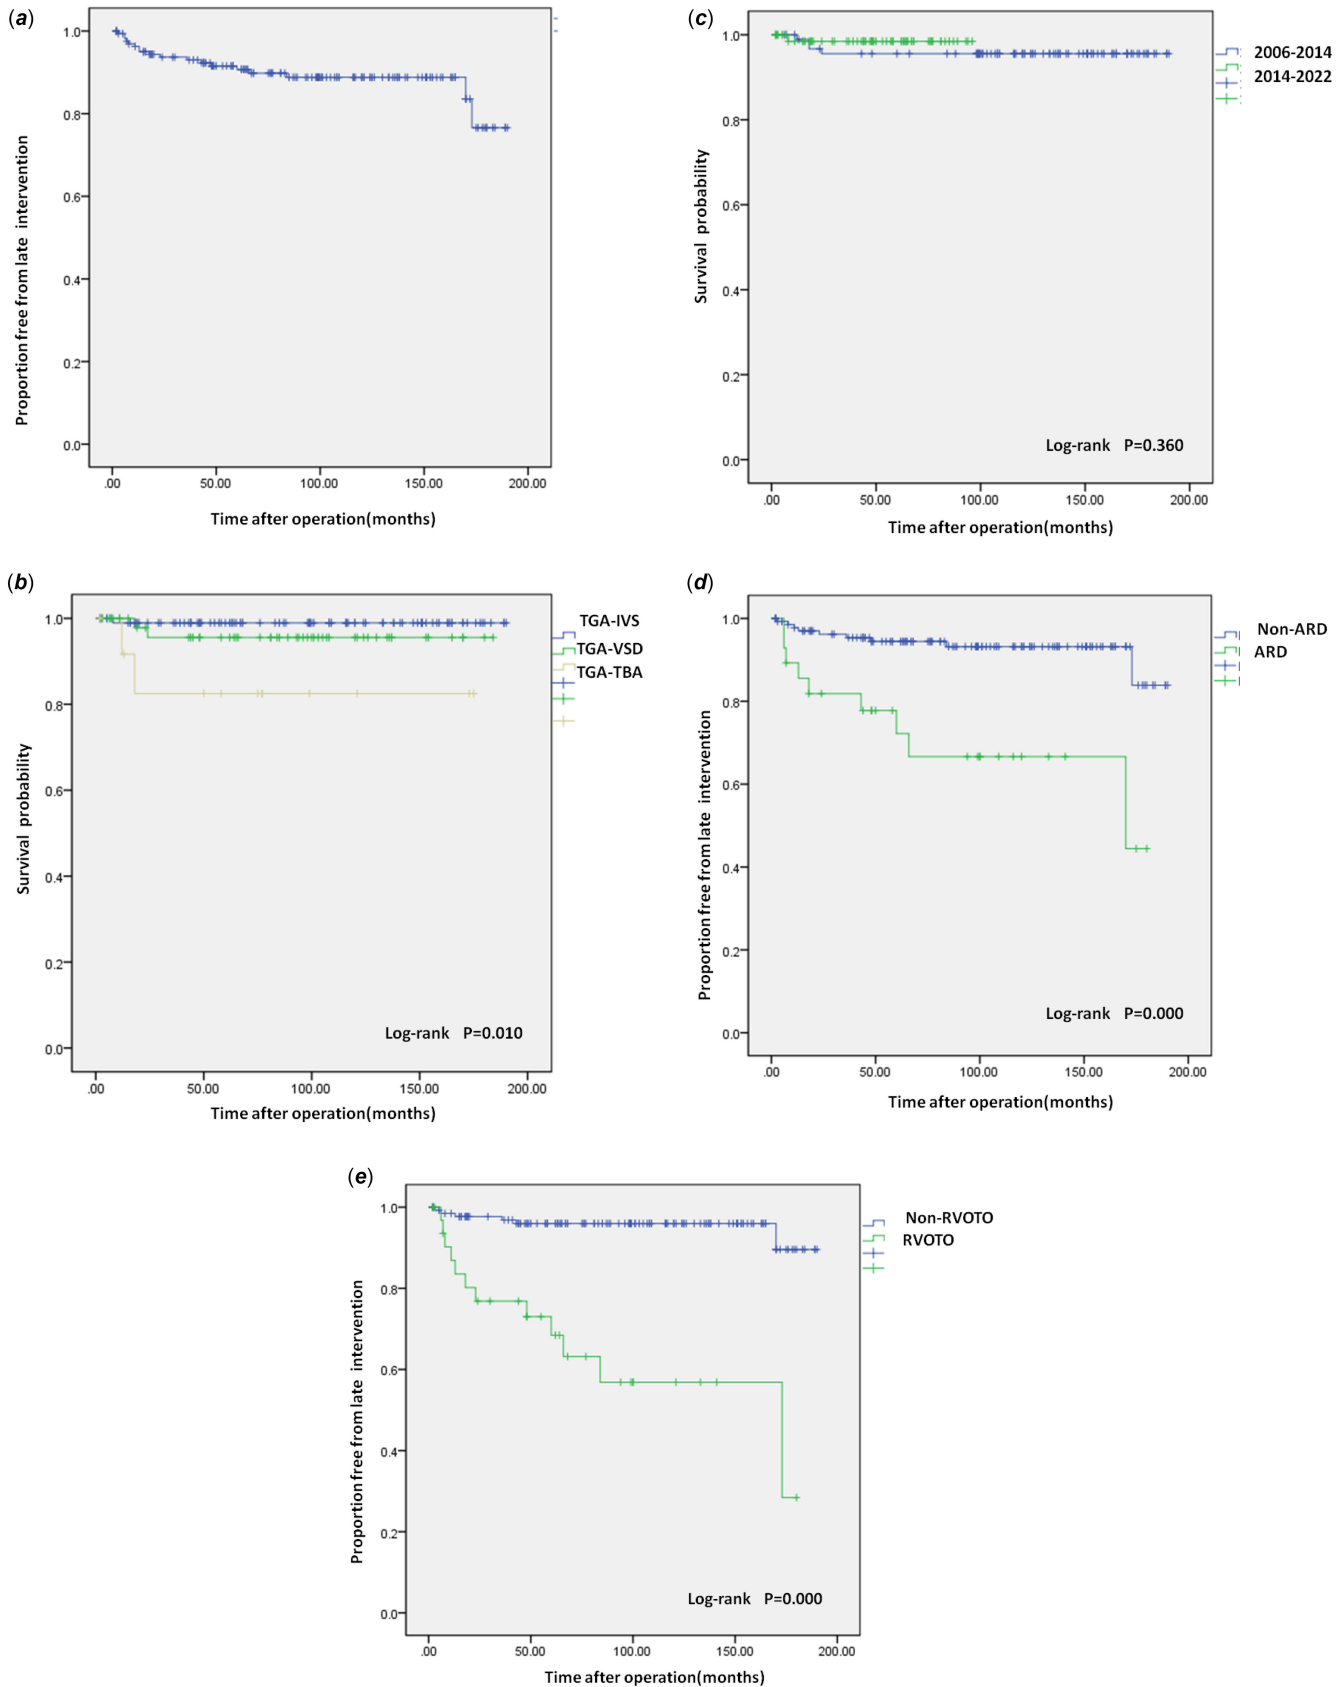 (a)
1.0
0.8
0.6
0.4
0.2
0.0
Proportion free from late intervention
.00 50.00 100.00 150.00 200.00
Time after operation(months)
(c)
1.0
0.8
0.6
0.4
0.2
0.0
Survival probability
2006-2014
2014-2022
Log-rank P=0.360
.00 50.00 100.00 150.00 200.00
Time after operation(months)
(b)
1.0
0.8
0.6
0.4
0.2
0.0
Survival probability
TGA-IVS
TGA-VSD
TGA-TBA
Log-rank P=0.010
.00 50.00 100.00 150.00 200.00
Time after operation(months)
(d)
1.0
0.8
0.6
0.4
0.2
0.0
Proportion free from late intervention
Non-ARD
ARD
Log-rank P=0.000
.00 50.00 100.00 150.00 200.00
Time after operation(months)
(e)
1.0
0.8
0.6
0.4
0.2
0.0
Proportion free from late intervention
Non-RVOTO
RVOTO
Log-rank P=0.000
.00 50.00 100.00 150.00 200.00
Time after operation(months)